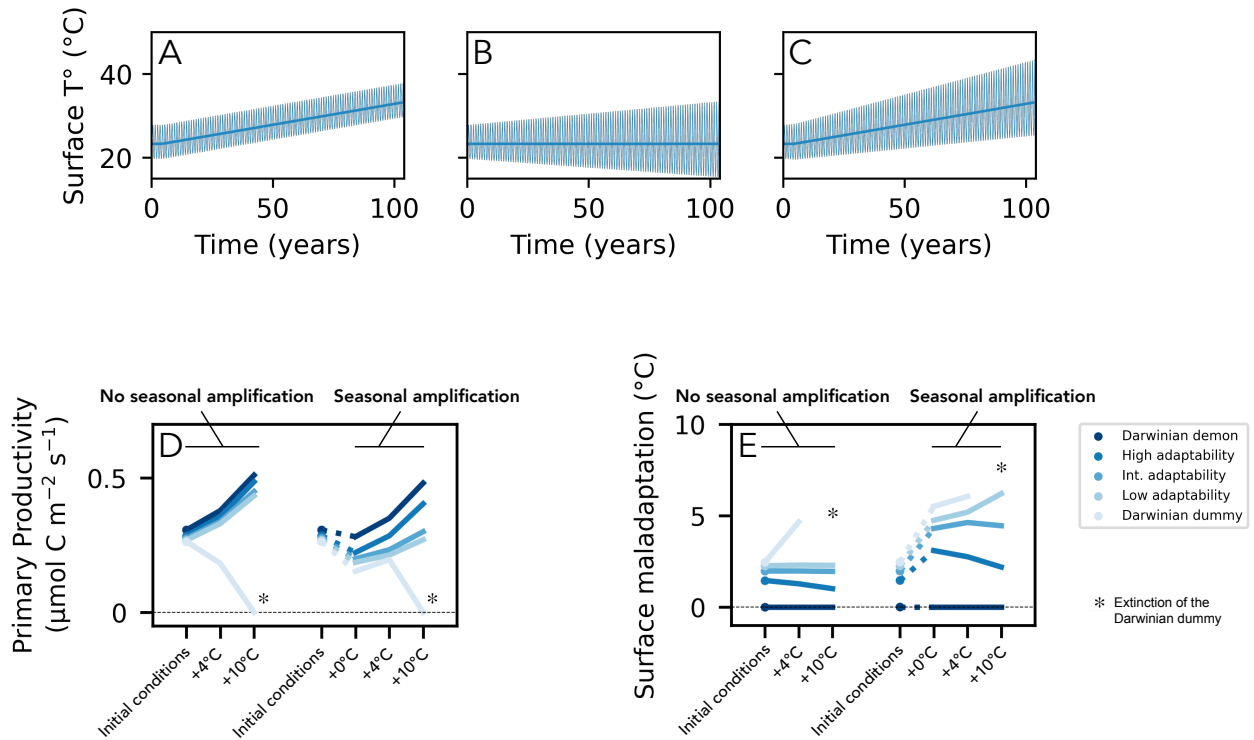 Surface T° (°C)
40
20
A
B
C
0
50
100
0
50
100
0
50
100
Time (years)
Time (years)
Time (years)
No seasonal amplification
Seasonal amplification
Primary Productivity
(μmol C m⁻² s⁻¹)
D
0.5
0
*
*
Initial conditions
+4°C
+10°C
Initial conditions
+0°C
+4°C
+10°C
No seasonal amplification
Seasonal amplification
Surface maladaptation (°C)
E
10
5
0
*
*
Initial conditions
+4°C
+10°C
Initial conditions
+0°C
+4°C
+10°C
Darwinian demon
High adaptability
Int. adaptability
Low adaptability
Darwinian dummy
* Extinction of the
Darwinian dummy